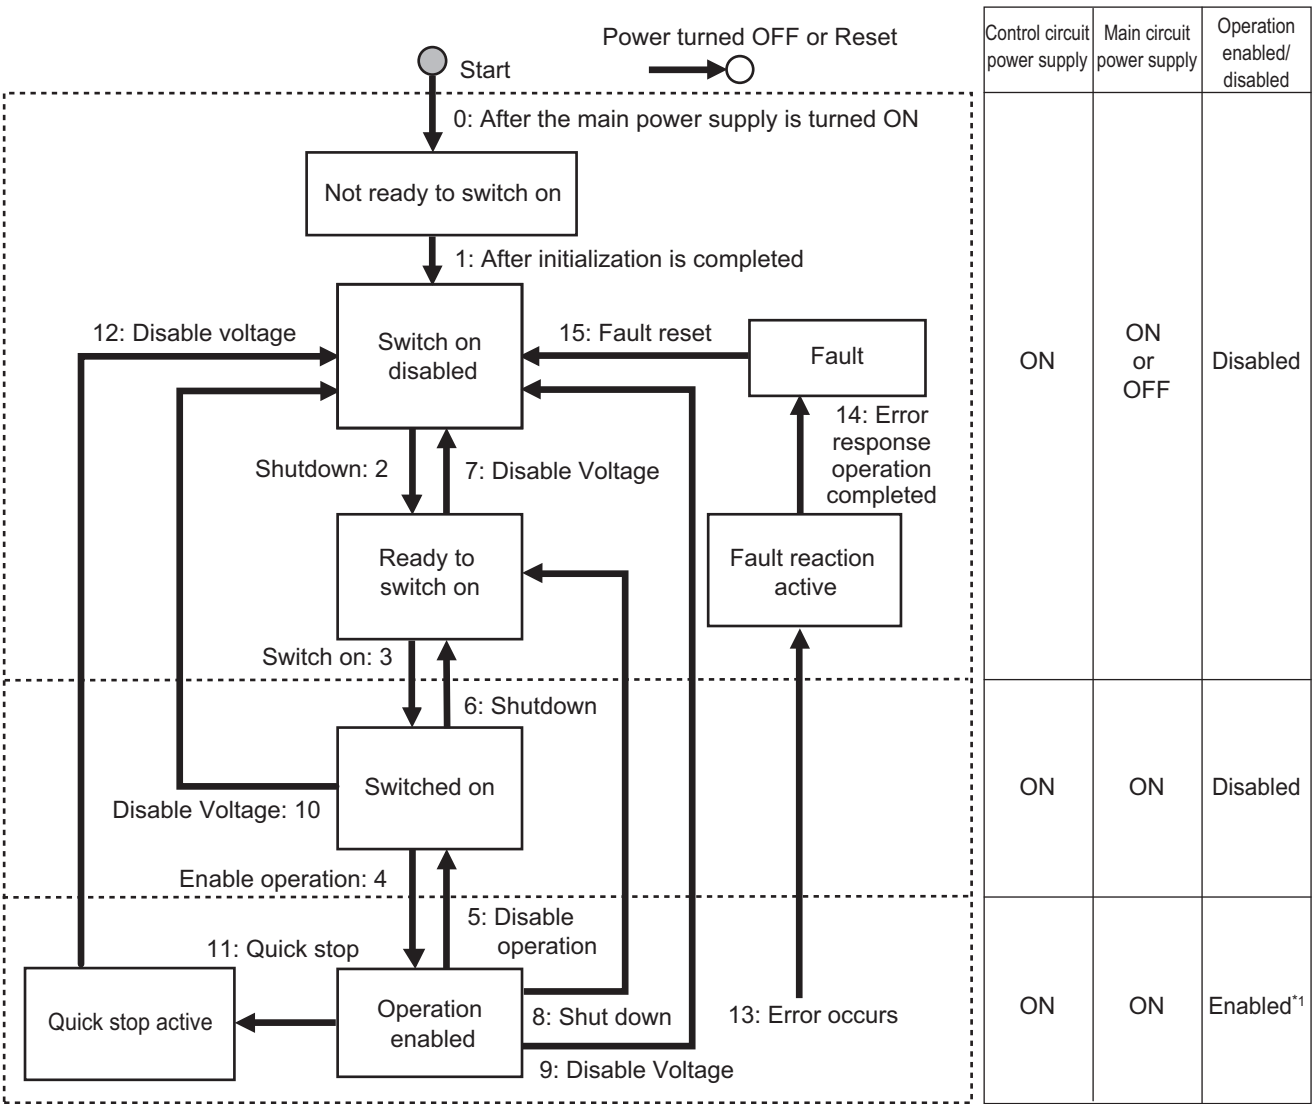 Power turned OFF or Reset
Start
0: After the main power supply is turned ON
Not ready to switch on
1: After initialization is completed
12: Disable voltage
Switch on
disabled
15: Fault reset
Fault
14: Error
response
operation
completed
Shutdown: 2
7: Disable Voltage
Ready to
switch on
Fault reaction
active
Switch on: 3
6: Shutdown
Switched on
Disable Voltage: 10
Enable operation: 4
5: Disable
operation
11: Quick stop
Quick stop active
Operation
enabled
8: Shut down
13: Error occurs
9: Disable Voltage
Control circuit
power supply
Main circuit
power supply
Operation
enabled/
disabled
ON
ON
or
OFF
Disabled
ON
ON
Disabled
ON
ON
Enabled*1